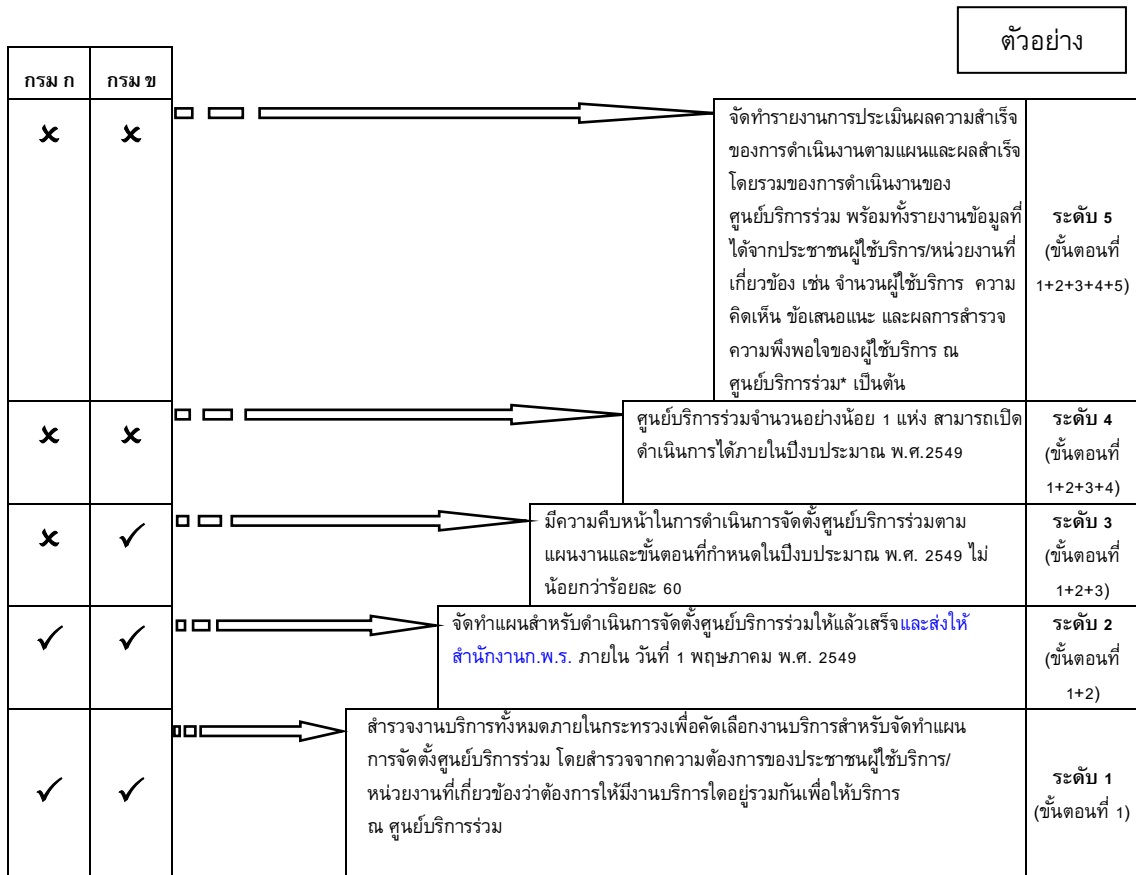 ตัวอย่าง
กรม ก กรม ข
จัดทำรายงานการประเมินผลความสำเร็จ
ของการดำเนินงานตามแผนและผลสำเร็จ
โดยรวมของการดำเนินงานของ
ศูนย์บริการร่วม พร้อมทั้งรายงานข้อมูลที่
ได้จากประชาชนผู้ใช้บริการ/หน่วยงานที่
เกี่ยวข้อง เช่น จำนวนผู้ใช้บริการ ความ
คิดเห็น ข้อเสนอแนะ และผลการสำรวจ
ความพึงพอใจของผู้ใช้บริการ ณ
ศูนย์บริการร่วม* เป็นต้น
ระดับ 5
(ขั้นตอนที่
1+2+3+4+5)
ศูนย์บริการร่วมจำนวนอย่างน้อย 1 แห่ง สามารถเปิด
ดำเนินการได้ภายในปีงบประมาณ พ.ศ.2549
ระดับ 4
(ขั้นตอนที่
1+2+3+4)
มีความคืบหน้าในการดำเนินการจัดตั้งศูนย์บริการร่วมตาม
แผนงานและขั้นตอนที่กำหนดในปีงบประมาณ พ.ศ. 2549 ไม่
น้อยกว่าร้อยละ 60
ระดับ 3
(ขั้นตอนที่
1+2+3)
จัดทำแผนสำหรับดำเนินการจัดตั้งศูนย์บริการร่วมให้แล้วเสร็จและส่งให้
สำนักงานก.พ.ร. ภายใน วันที่ 1 พฤษภาคม พ.ศ. 2549
ระดับ 2
(ขั้นตอนที่
1+2)
สำรวจงานบริการทั้งหมดภายในกระทรวงเพื่อคัดเลือกงานบริการสำหรับจัดทำแผน
การจัดตั้งศูนย์บริการร่วม โดยสำรวจจากความต้องการของประชาชนผู้ใช้บริการ/
หน่วยงานที่เกี่ยวข้องว่าต้องการให้มีงานบริการใดอยู่รวมกันเพื่อให้บริการ
ณ ศูนย์บริการร่วม
ระดับ 1
(ขั้นตอนที่ 1)